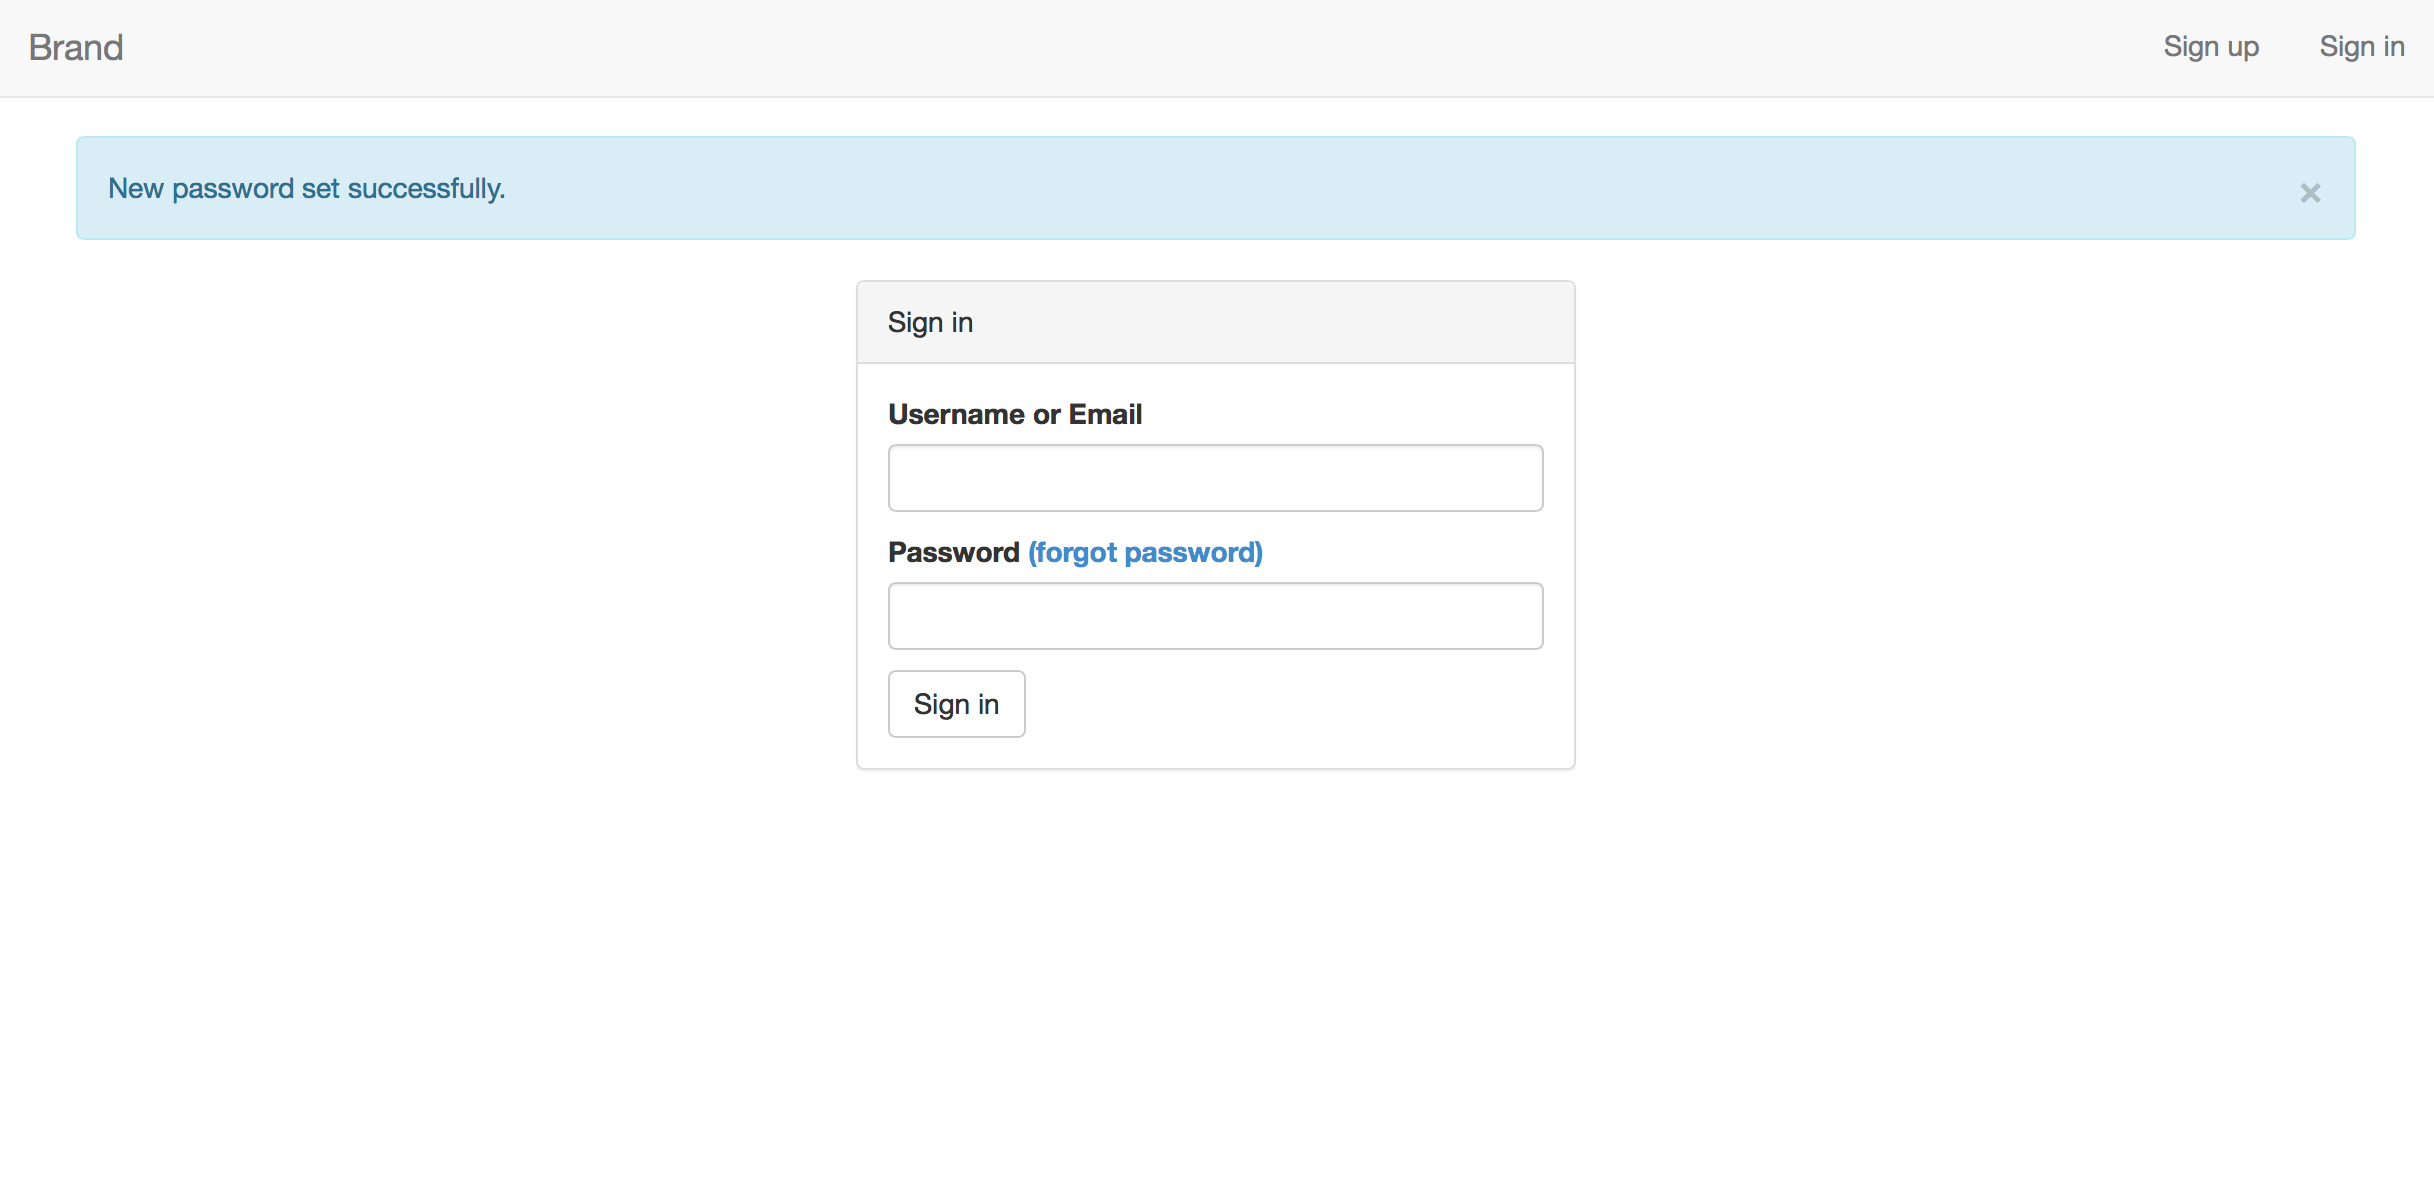 Brand
Sign up
Sign in
New password set successfully.
×
Sign in
Username or Email
Password (forgot password)
Sign in